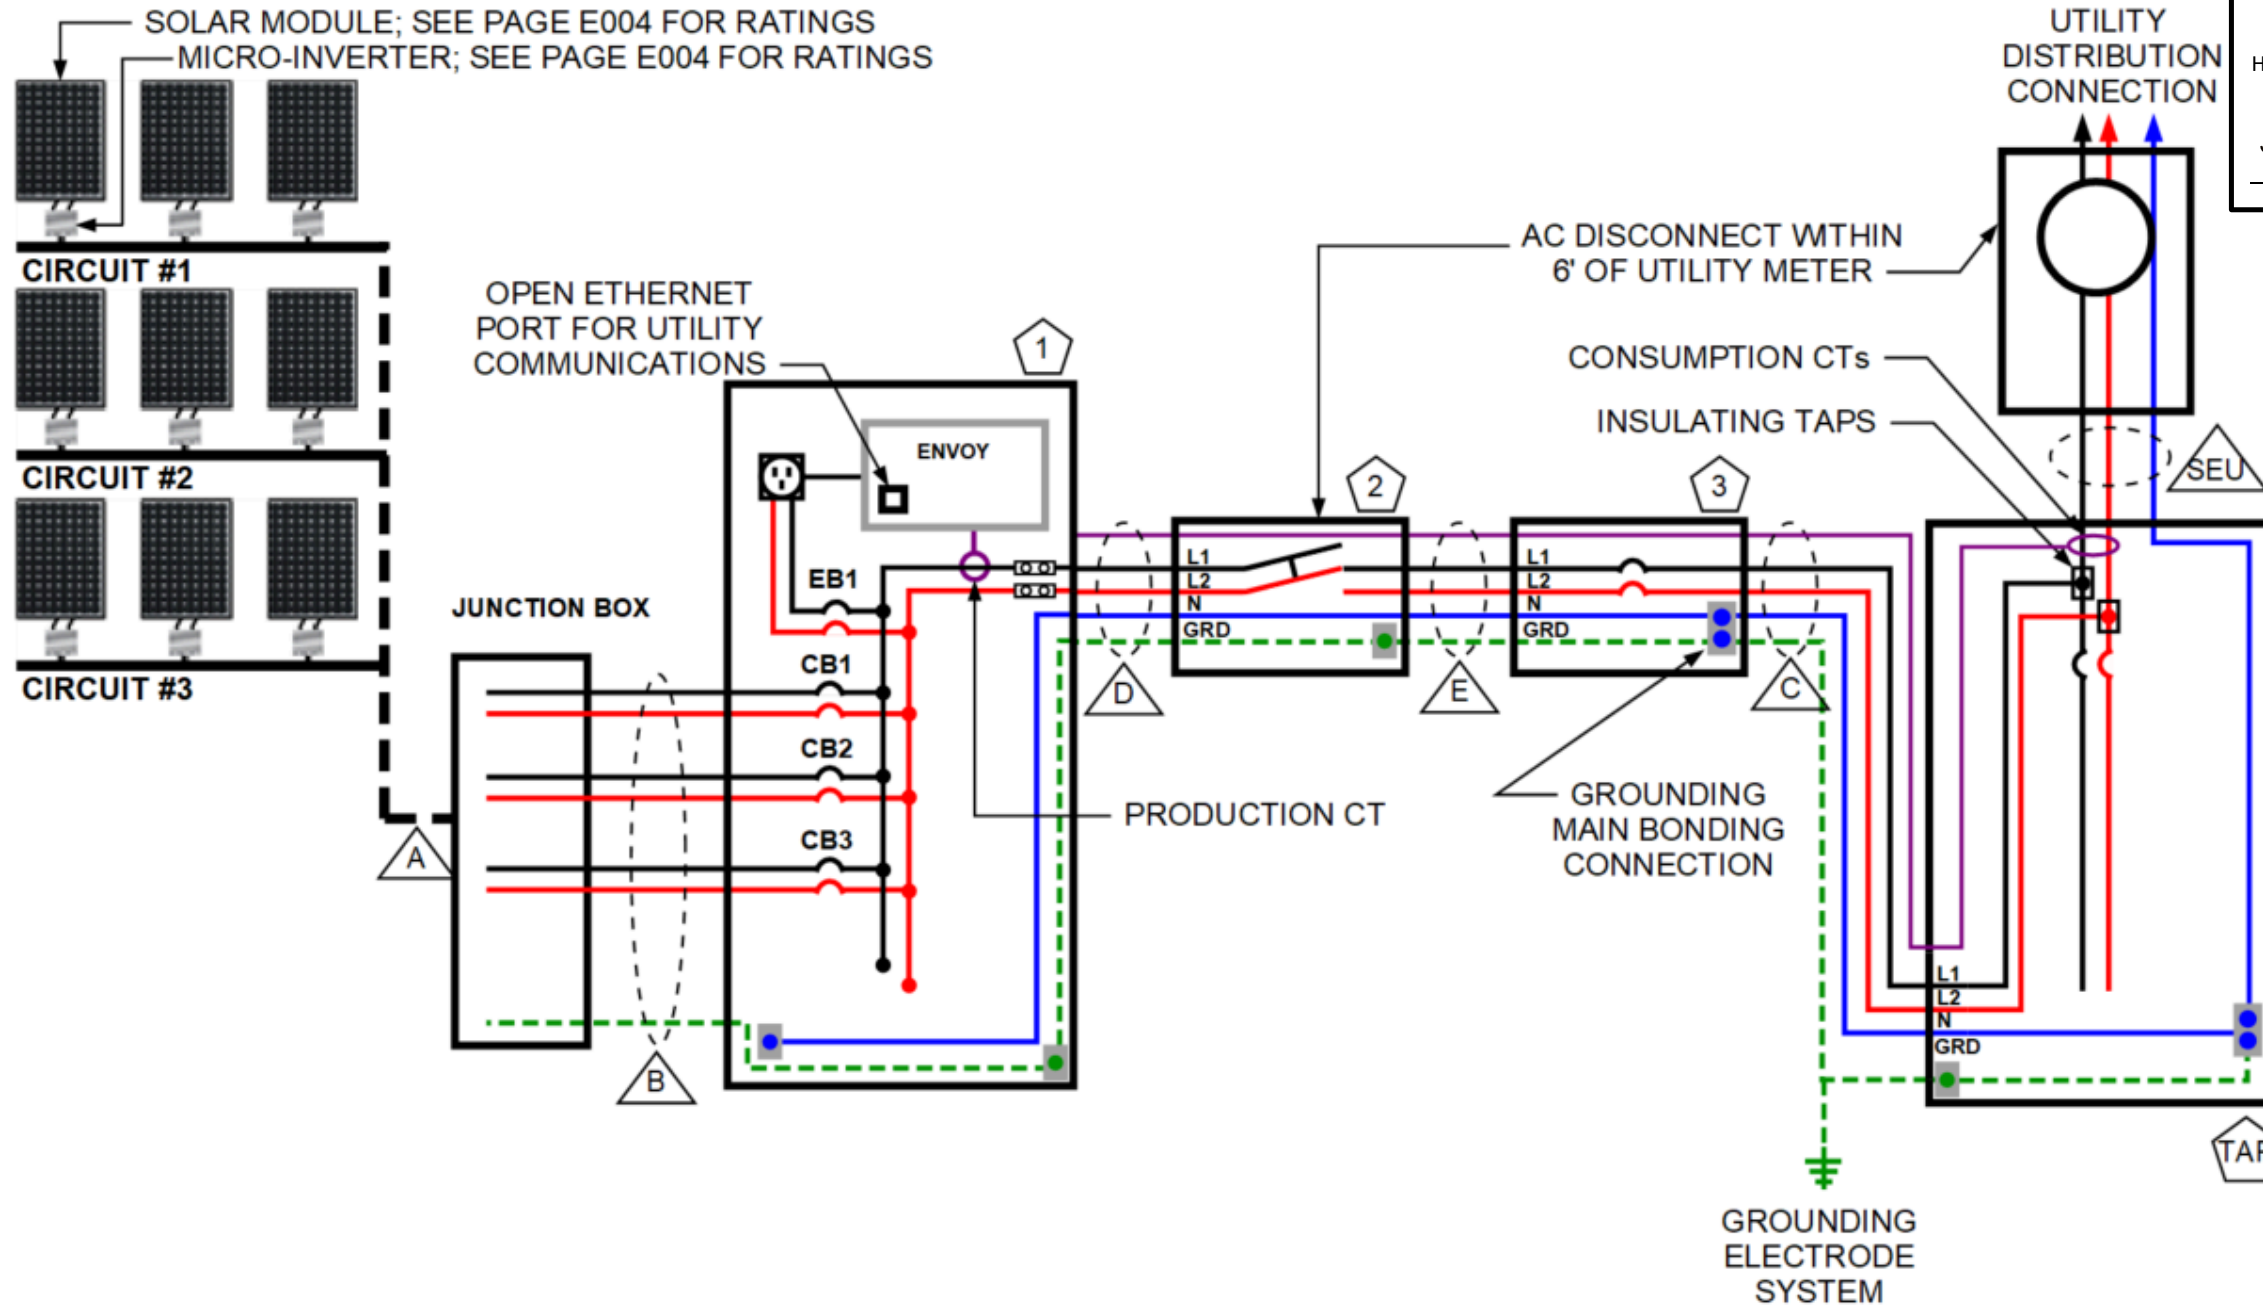 SOLAR MODULE; SEE PAGE E004 FOR RATINGS
MICRO-INVERTER; SEE PAGE E004 FOR RATINGS
CIRCUIT #1
CIRCUIT #2
CIRCUIT #3
A
JUNCTION BOX
B
OPEN ETHERNET
PORT FOR UTILITY
COMMUNICATIONS
1
ENVOY
EB1
CB1
CB2
CB3
PRODUCTION CT
D
AC DISCONNECT WITHIN
6' OF UTILITY METER
2
L1
L2
N
GRD
E
3
L1
L2
N
GRD
C
GROUNDING
MAIN BONDING
CONNECTION
UTILITY
DISTRIBUTION
CONNECTION
H
CONSUMPTION CTs
INSULATING TAPS
SEU
L1
L2
N
GRD
GROUNDING
ELECTRODE
SYSTEM